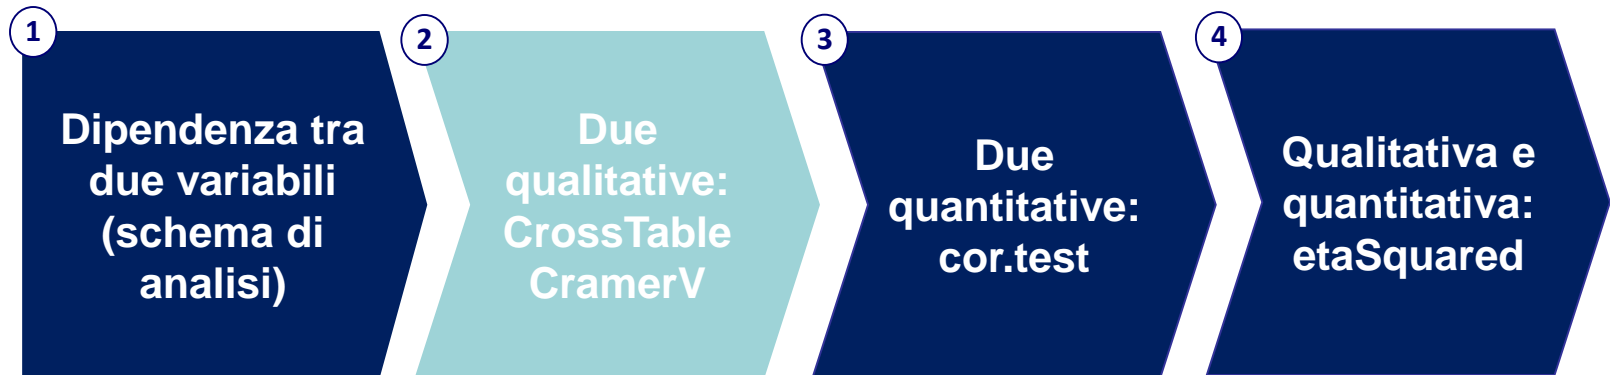 1
Dipendenza tra
due variabili
(schema di
analisi)
2
Due
qualitative:
CrossTable
CramerV
3
Due
quantitative:
cor.test
4
Qualitativa e
quantitativa:
etaSquared